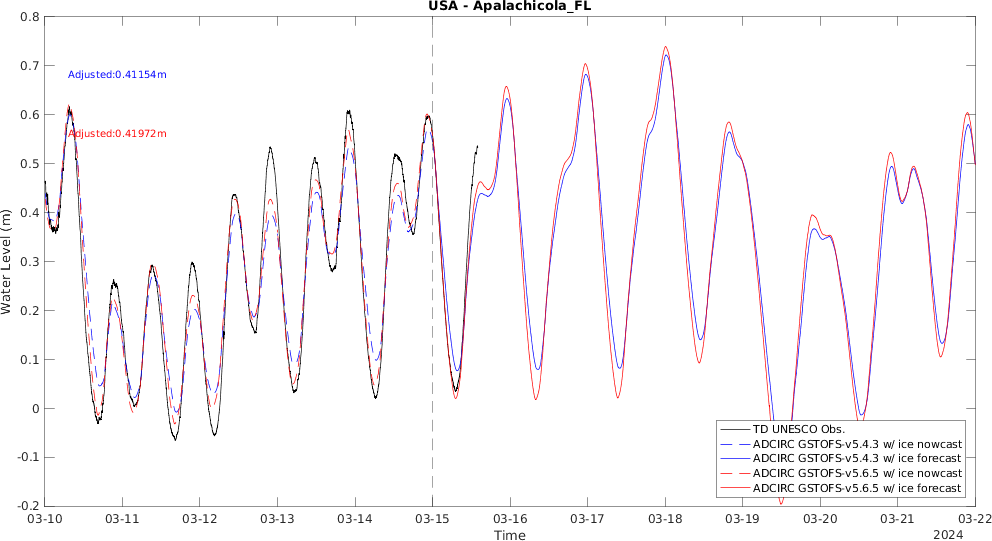 USA - Apalachicola_FL
0.8
0.7
0.6
0.5
0.4
0.3
0.2
0.1
0
-0.1
-0.2
Water Level (m)
Adjusted:0.41154m
Adjusted:0.41972m
TD UNESCO Obs.
ADCIRC GSTOFS-v5.4.3 w/ ice nowcast
ADCIRC GSTOFS-v5.4.3 w/ ice forecast
ADCIRC GSTOFS-v5.6.5 w/ ice nowcast
ADCIRC GSTOFS-v5.6.5 w/ ice forecast
03-10 03-11 03-12 03-13 03-14 03-15 03-16 03-17 03-18 03-19 03-20 03-21 03-22
Time
2024